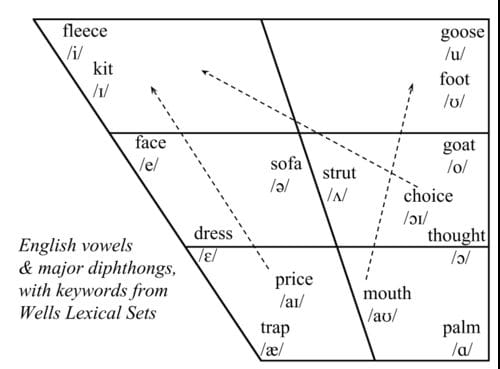 fleece
/i/
kit
/ɪ/
goose
/u/
foot
/ʊ/
face
/e/
sofa
/ə/
strut
/ʌ/
goat
/o/
choice
/ɔɪ/
dress
/ɛ/
thought
/ɔ/
price
/aɪ/
mouth
/aʊ/
trap
/æ/
palm
/ɑ/
English vowels
& major diphthongs,
with keywords from
Wells Lexical Sets